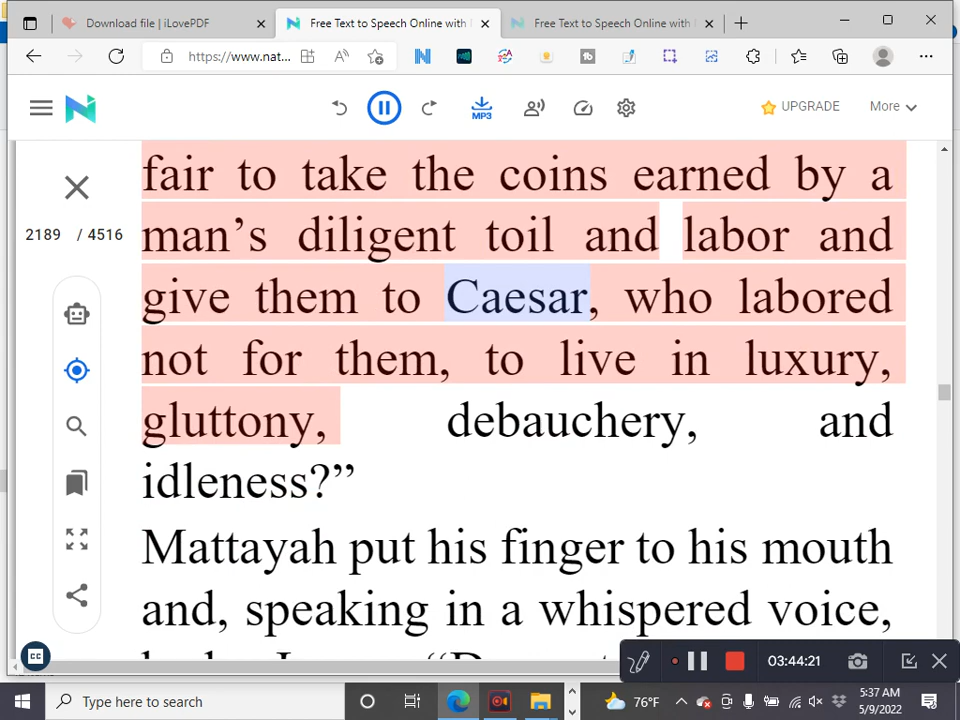 Download file | iLovePDF
Free Text to Speech Online with
Free Text to Speech Online with
https://www.nat...
MP3
UPGRADE
More
2189 / 4516
fair to take the coins earned by a
man’s diligent toil and labor and
give them to Caesar, who labored
not for them, to live in luxury,
gluttony, debauchery, and
idleness?”
Mattayah put his finger to his mouth
and, speaking in a whispered voice,
CC
03:44:21
Type here to search
76°F
5:37 AM
5/9/2022